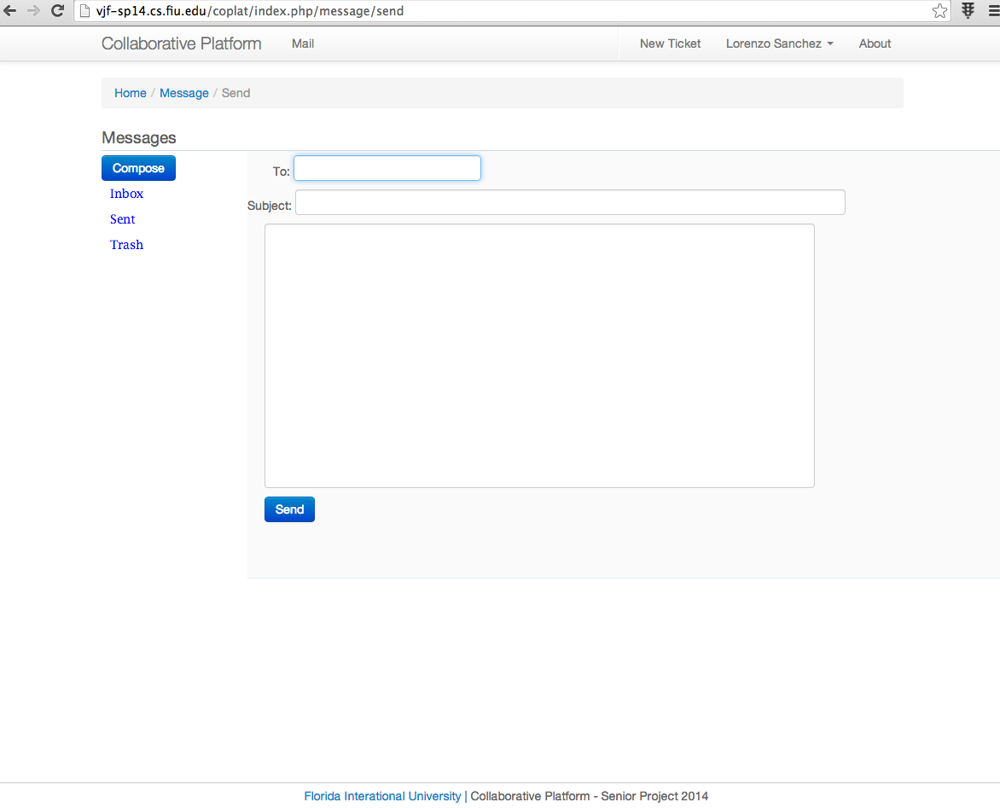 vjf-sp14.cs.fiu.edu/coplat/index.php/message/send
Collaborative Platform Mail New Ticket Lorenzo Sanchez About
Home / Message / Send
Messages
Compose
To:
Inbox
Subject:
Sent
Trash
Send
Florida Interational University | Collaborative Platform - Senior Project 2014